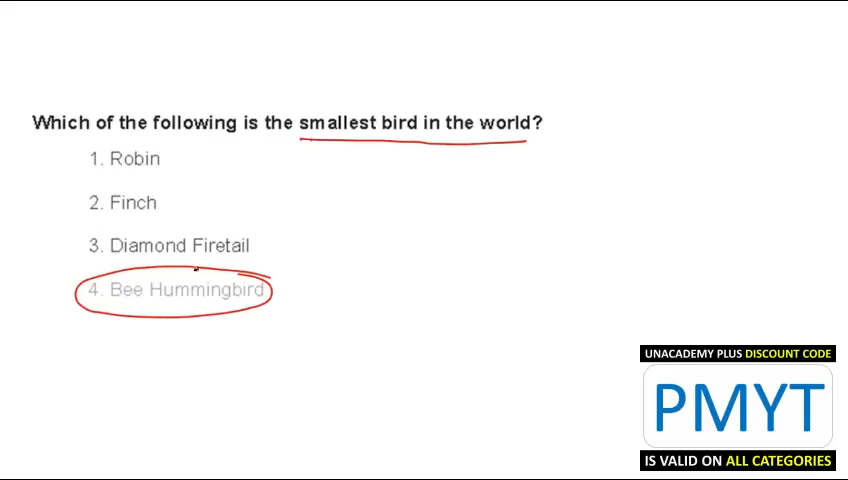 Which of the following is the smallest bird in the world?
1. Robin
2. Finch
3. Diamond Firetail
4. Bee Hummingbird
UNACADEMY PLUS DISCOUNT CODE
PMYT
IS VALID ON ALL CATEGORIES